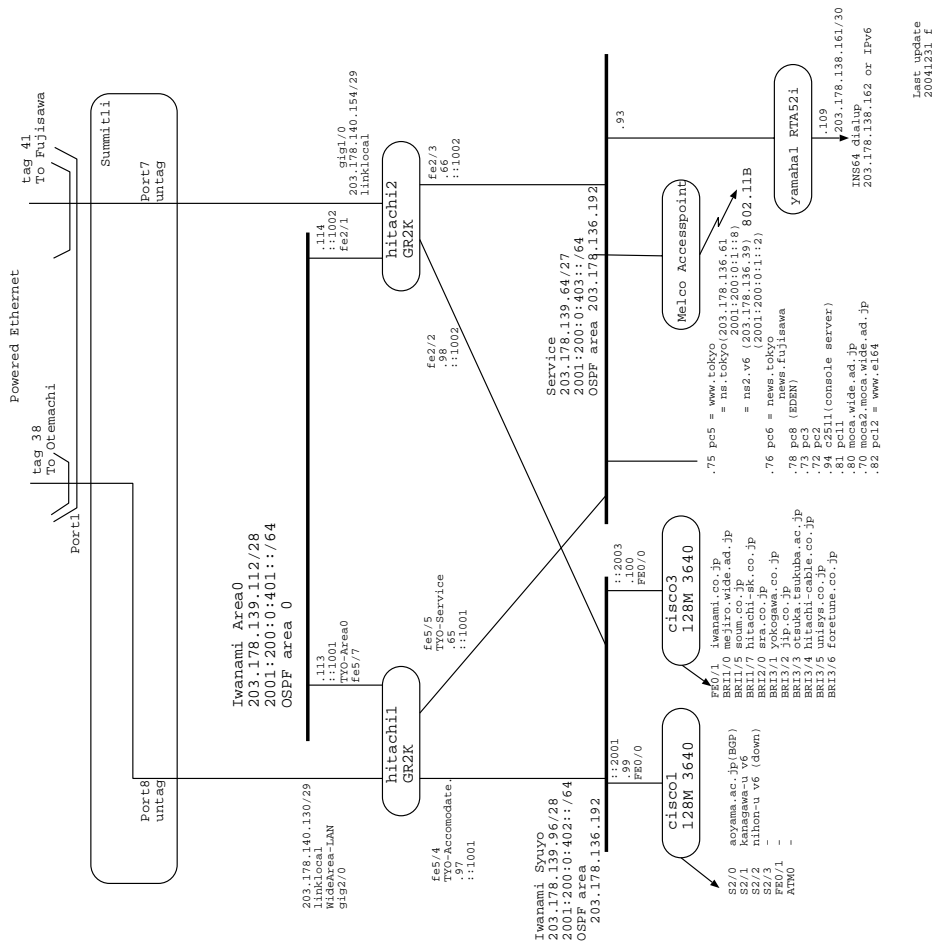 Powered Ethernet
tag 38
To Otemachi
tag 41
To Fujisawa
Port1
Summitli
Port8
untag
Port7
untag
203.178.140.130/29
linklocal
WideArea-LAN
gig2/0
Iwanami Area0
203.178.139.112/28
2001:200:0:401::/64
OSPF area 0
.113
::1001
TYO-Area0
fe5/7
.114
::1002
fe2/1
gig1/0
203.178.140.154/29
linklocal
hitachi1
GR2K
hitachi2
GR2K
fe5/4
TYO-Accomodate.
.97
::1001
fe5/5
TYO-Service
.65
::1001
fe2/2
.98
::1002
fe2/3
.66
::1002
Iwanami Syuyo
203.178.139.96/28
2001:200:0:402::/64
OSPF area
203.178.136.192
Service
203.178.139.64/27
2001:200:0:403::/64
OSPF area 203.178.136.192
::2001
.99
FE0/0
::2003
.100
FE0/0
.93
cisco1
128M 3640
cisco3
128M 3640
Melco Accesspoint
802.11B
yamahal RTA52i
.109
203.178.138.161/30
INS64 dialup
203.178.138.162 or IPv6
S2/0 aoyama.ac.jp(BGP)
S2/1 kanagawa-u v6
S2/2 nihon-u v6 (down)
S2/3 -
FE0/1 -
ATM0 -
FE0/1 iwanami.co.jp
BRI1/0 mejiro.wide.ad.jp
BRI1/5 soum.co.jp
BRI1/7 hitachi-sk.co.jp
BRI2/0 sra.co.jp
BRI3/1 yokogawa.co.jp
BRI3/2 jip.co.jp
BRI3/3 otsuka.tsukuba.ac.jp
BRI3/4 hitachi-cable.co.jp
BRI3/5 unisys.co.jp
BRI3/6 foretune.co.jp
.75 pc5 = www.tokyo
= ns.tokyo(203.178.136.61
2001:200:0:1::8)
= ns2.v6 (203.178.136.39)
(2001:200:0:1::2)
.76 pc6 = news.tokyo
news.fujisawa
.78 pc8 (EDEN)
.73 pc3
.72 pc2
.94 c2511(console server)
.81 pc11
.80 moca.wide.ad.jp
.70 moca2.moca.wide.ad.jp
.82 pc12 = www.e164
Last update
20041231 f